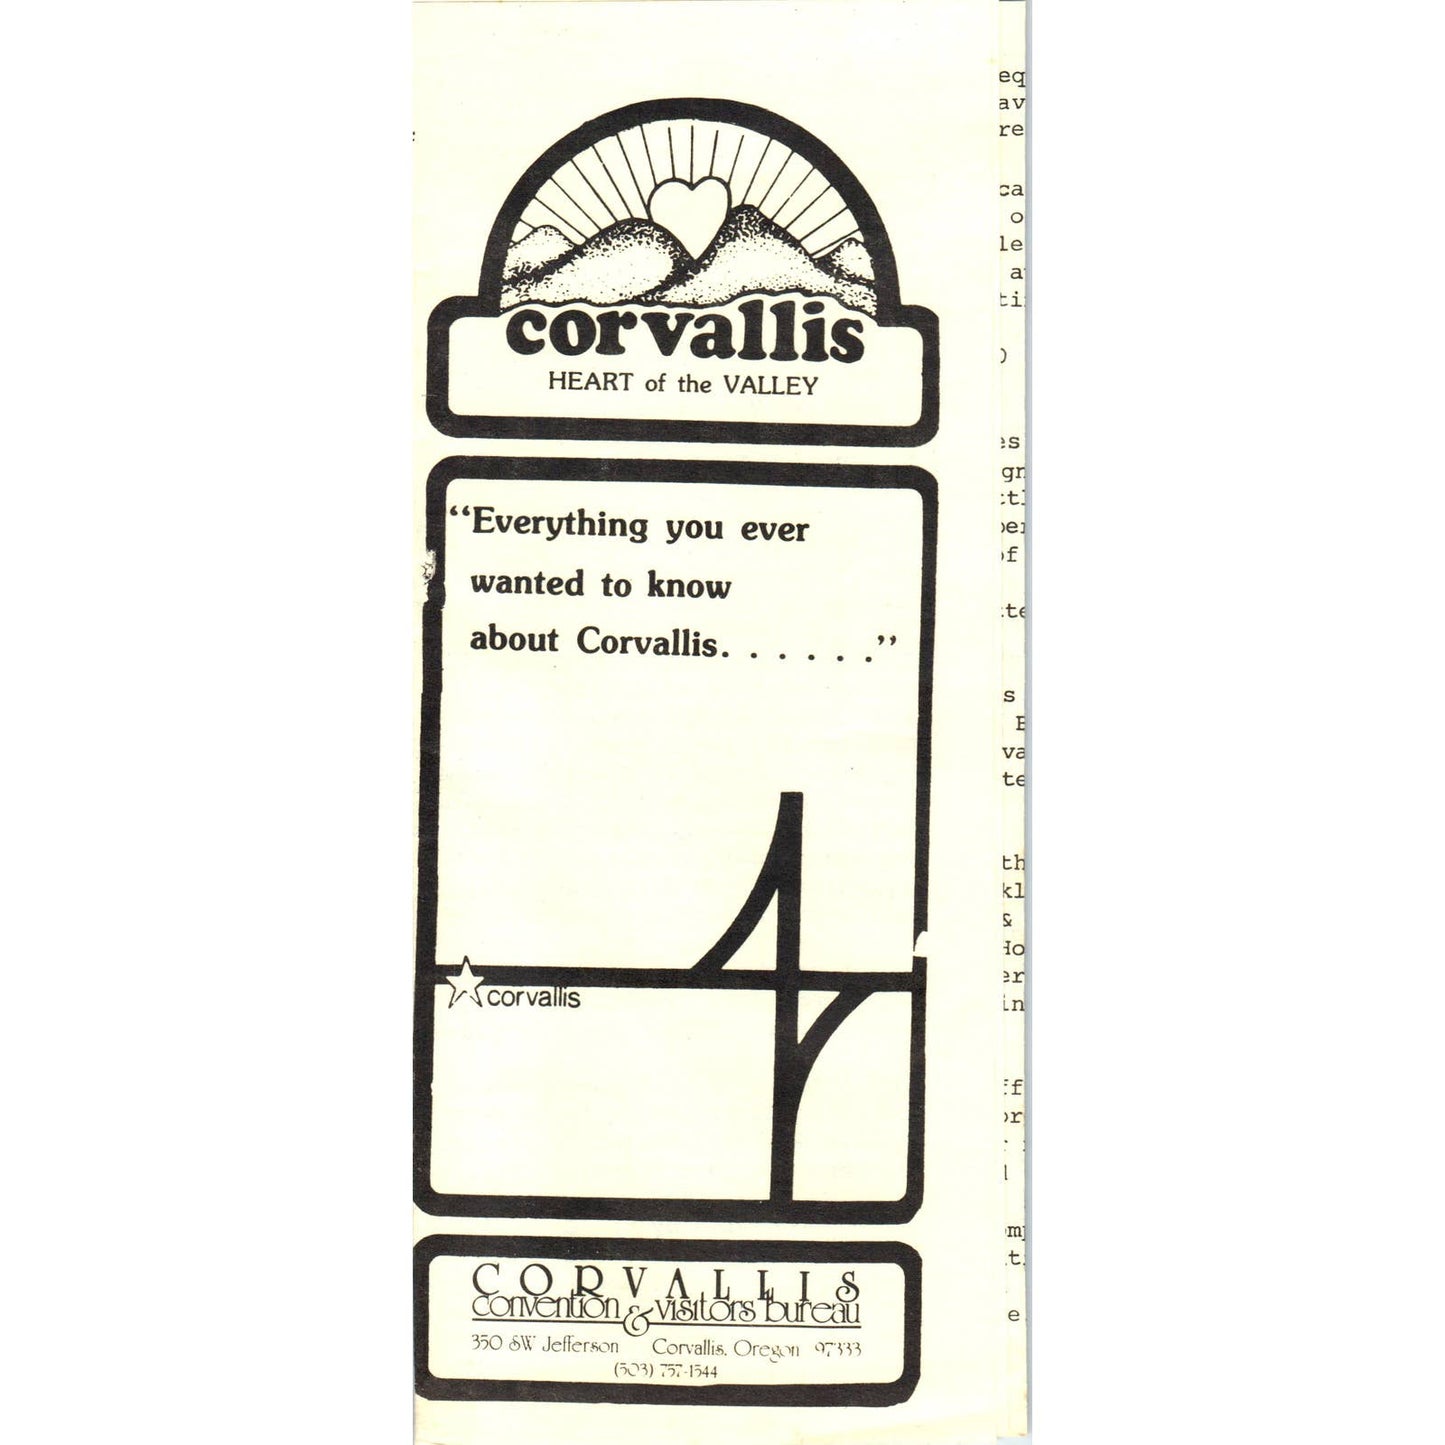 corvallis
HEART of the VALLEY
“Everything you ever
wanted to know
about Corvallis. . . . . . .”
corvallis
CORVALLIS
convention & visitors bureau
350 SW Jefferson Corvallis, Oregon 97333
(503) 757-1544